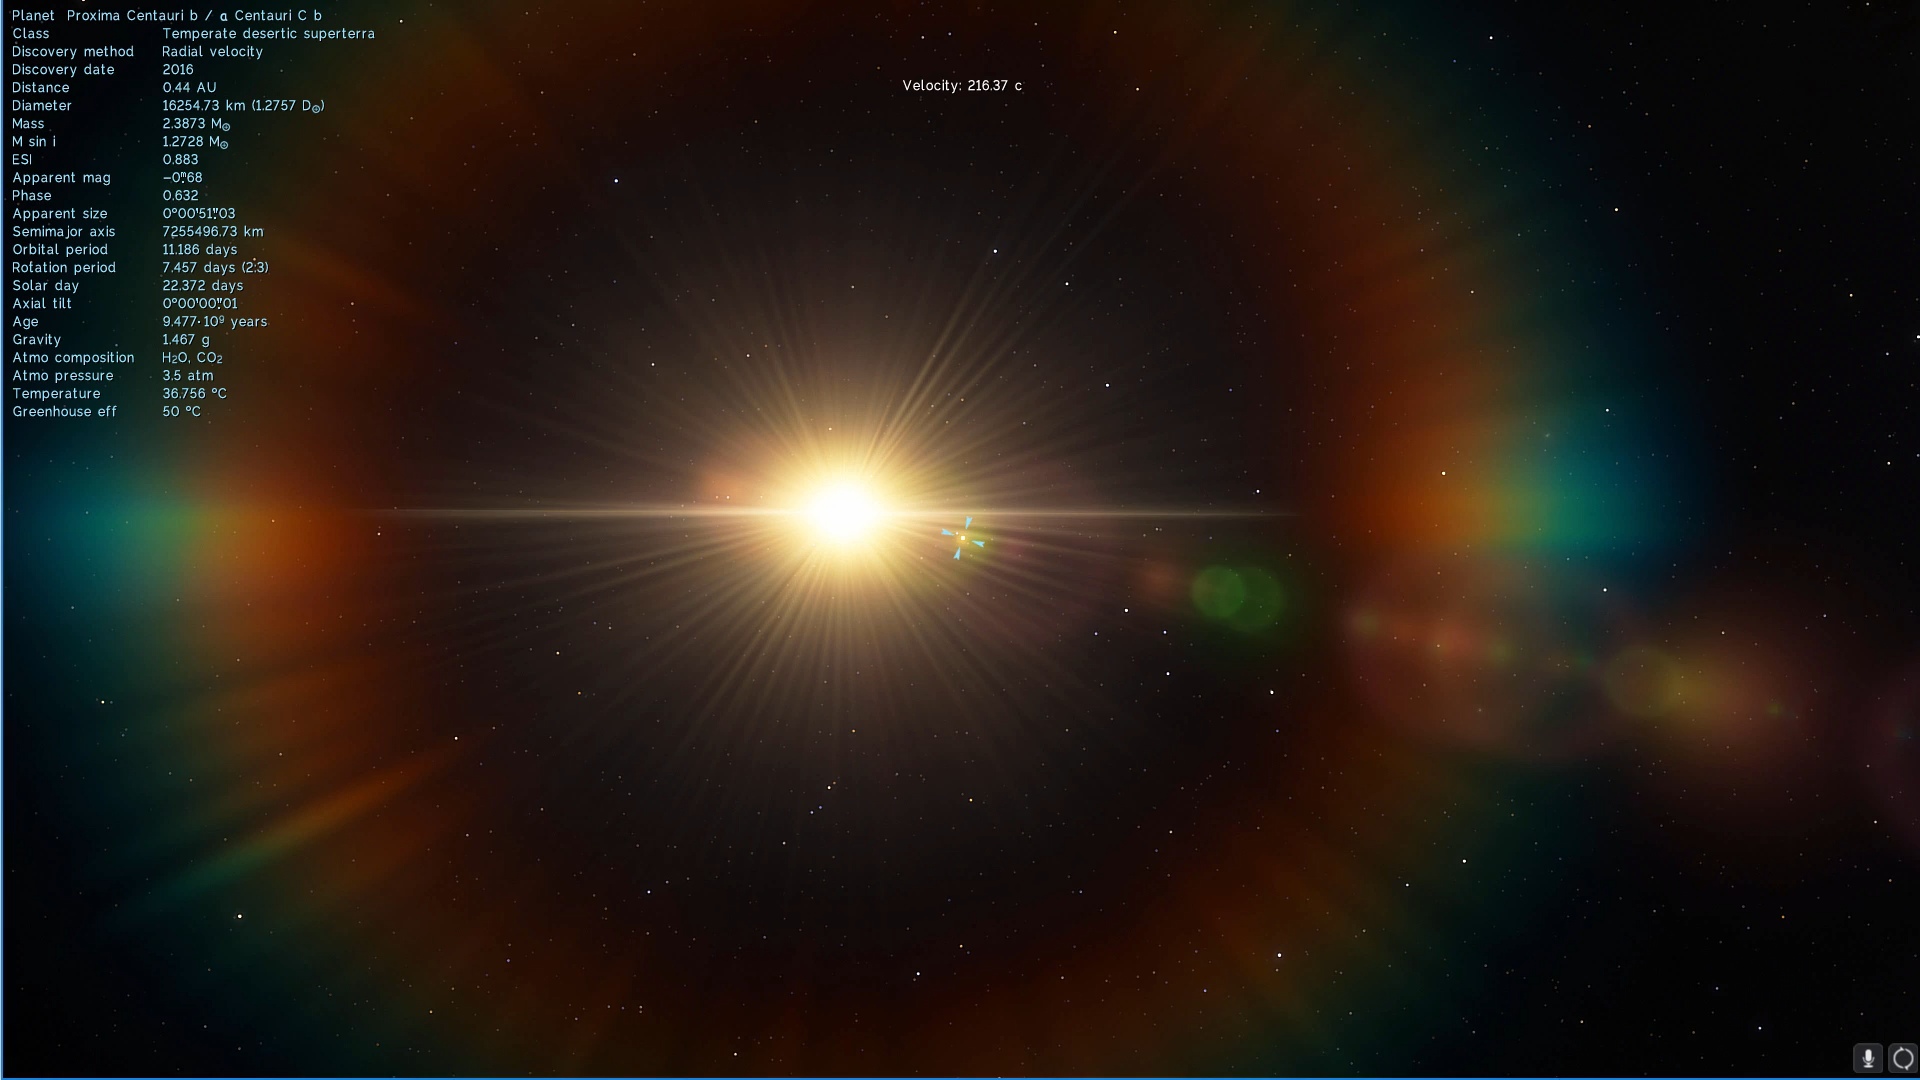 Planet Proxima Centauri b / α Centauri C b
Class Temperate desertic superterra
Discovery method Radial velocity
Discovery date 2016
Distance 0.44 AU
Diameter 16254.73 km (1.2757 D⊕)
Mass 2.3873 M⊕
M sin i 1.2728 M⊕
ESI 0.883
Apparent mag −0ᵐ.68
Phase 0.632
Apparent size 0°00'51".03
Semimajor axis 7255496.73 km
Orbital period 11.186 days
Rotation period 7.457 days (2:3)
Solar day 22.372 days
Axial tilt 0°00'00".01
Age 9.477·10⁹ years
Gravity 1.467 g
Atmo composition H₂O, CO₂
Atmo pressure 3.5 atm
Temperature 36.756 °C
Greenhouse eff 50 °C
Velocity: 216.37 c